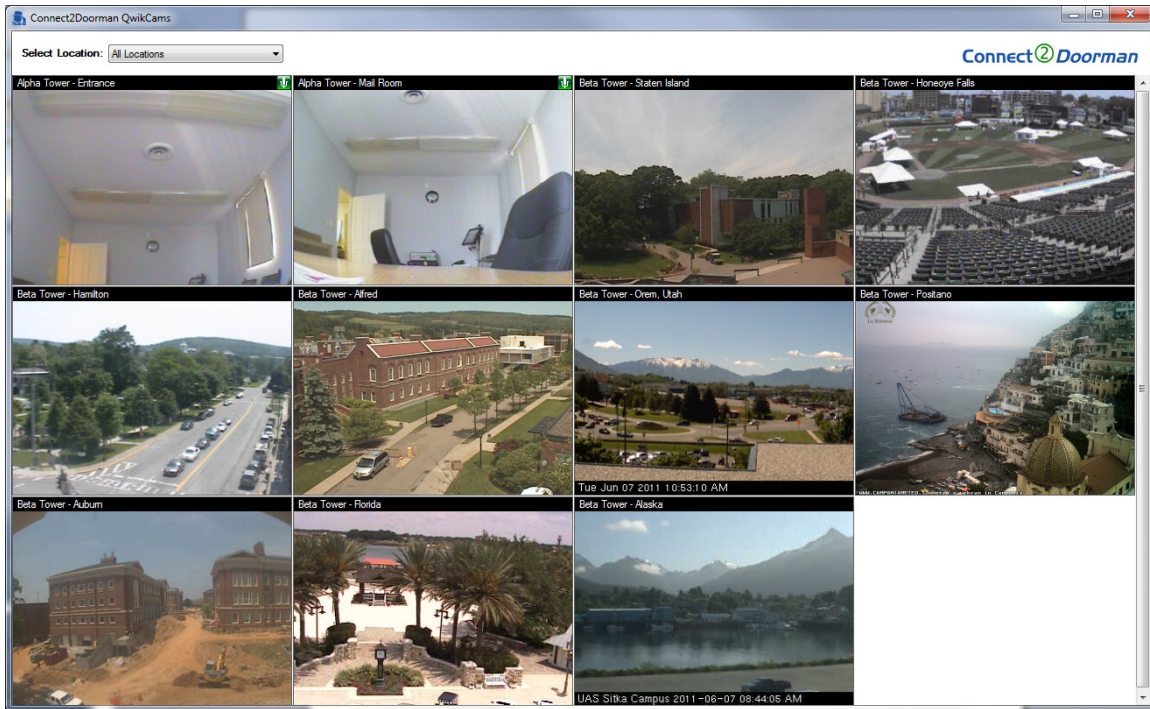 Connect2Doorman QwikCams
Select Location: All Locations
Connect2Doorman
Alpha Tower - Entrance
Alpha Tower - Mail Room
Beta Tower - Staten Island
Beta Tower - Honeoye Falls
Beta Tower - Hamilton
Beta Tower - Alfred
Beta Tower - Orem, Utah
Beta Tower - Positano
Tue Jun 07 2011 10:53:10 AM
Beta Tower - Auburn
Beta Tower - Florida
Beta Tower - Alaska
UAS Sitka Campus 2011-06-07 08:44:05 AM